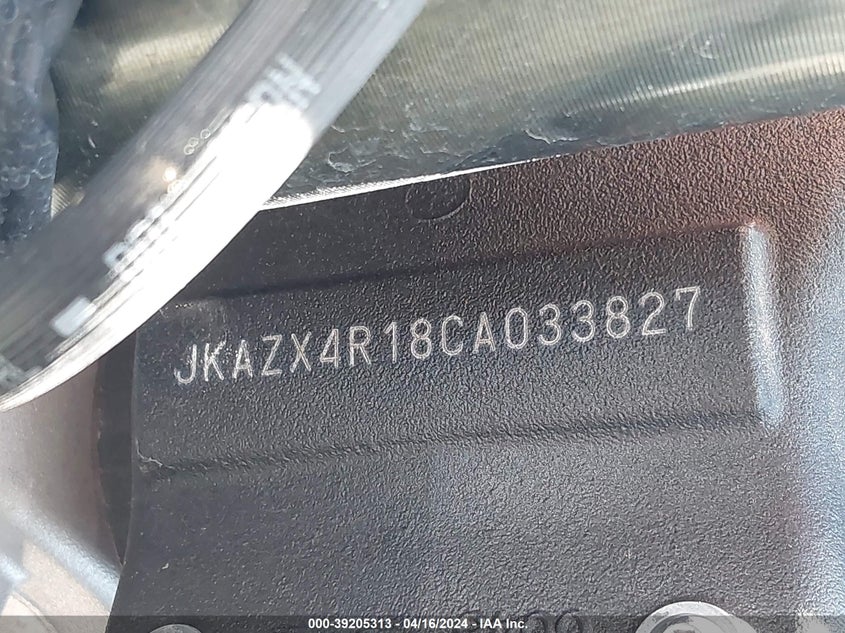 JKAZX4R18CA033827
000-39205313 - 04/16/2024 - IAA Inc.